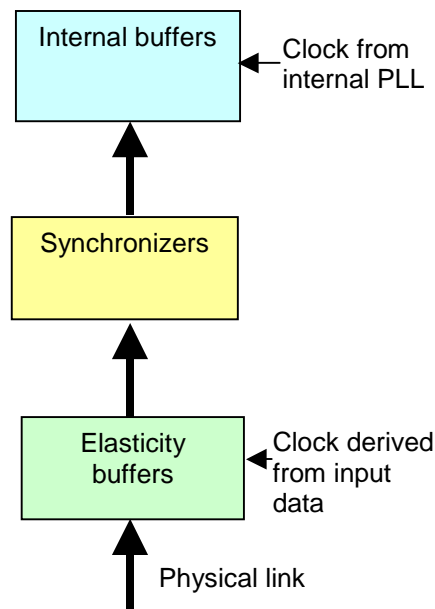 Internal buffers
Clock from
internal PLL
Synchronizers
Elasticity
buffers
Clock derived
from input
data
Physical link